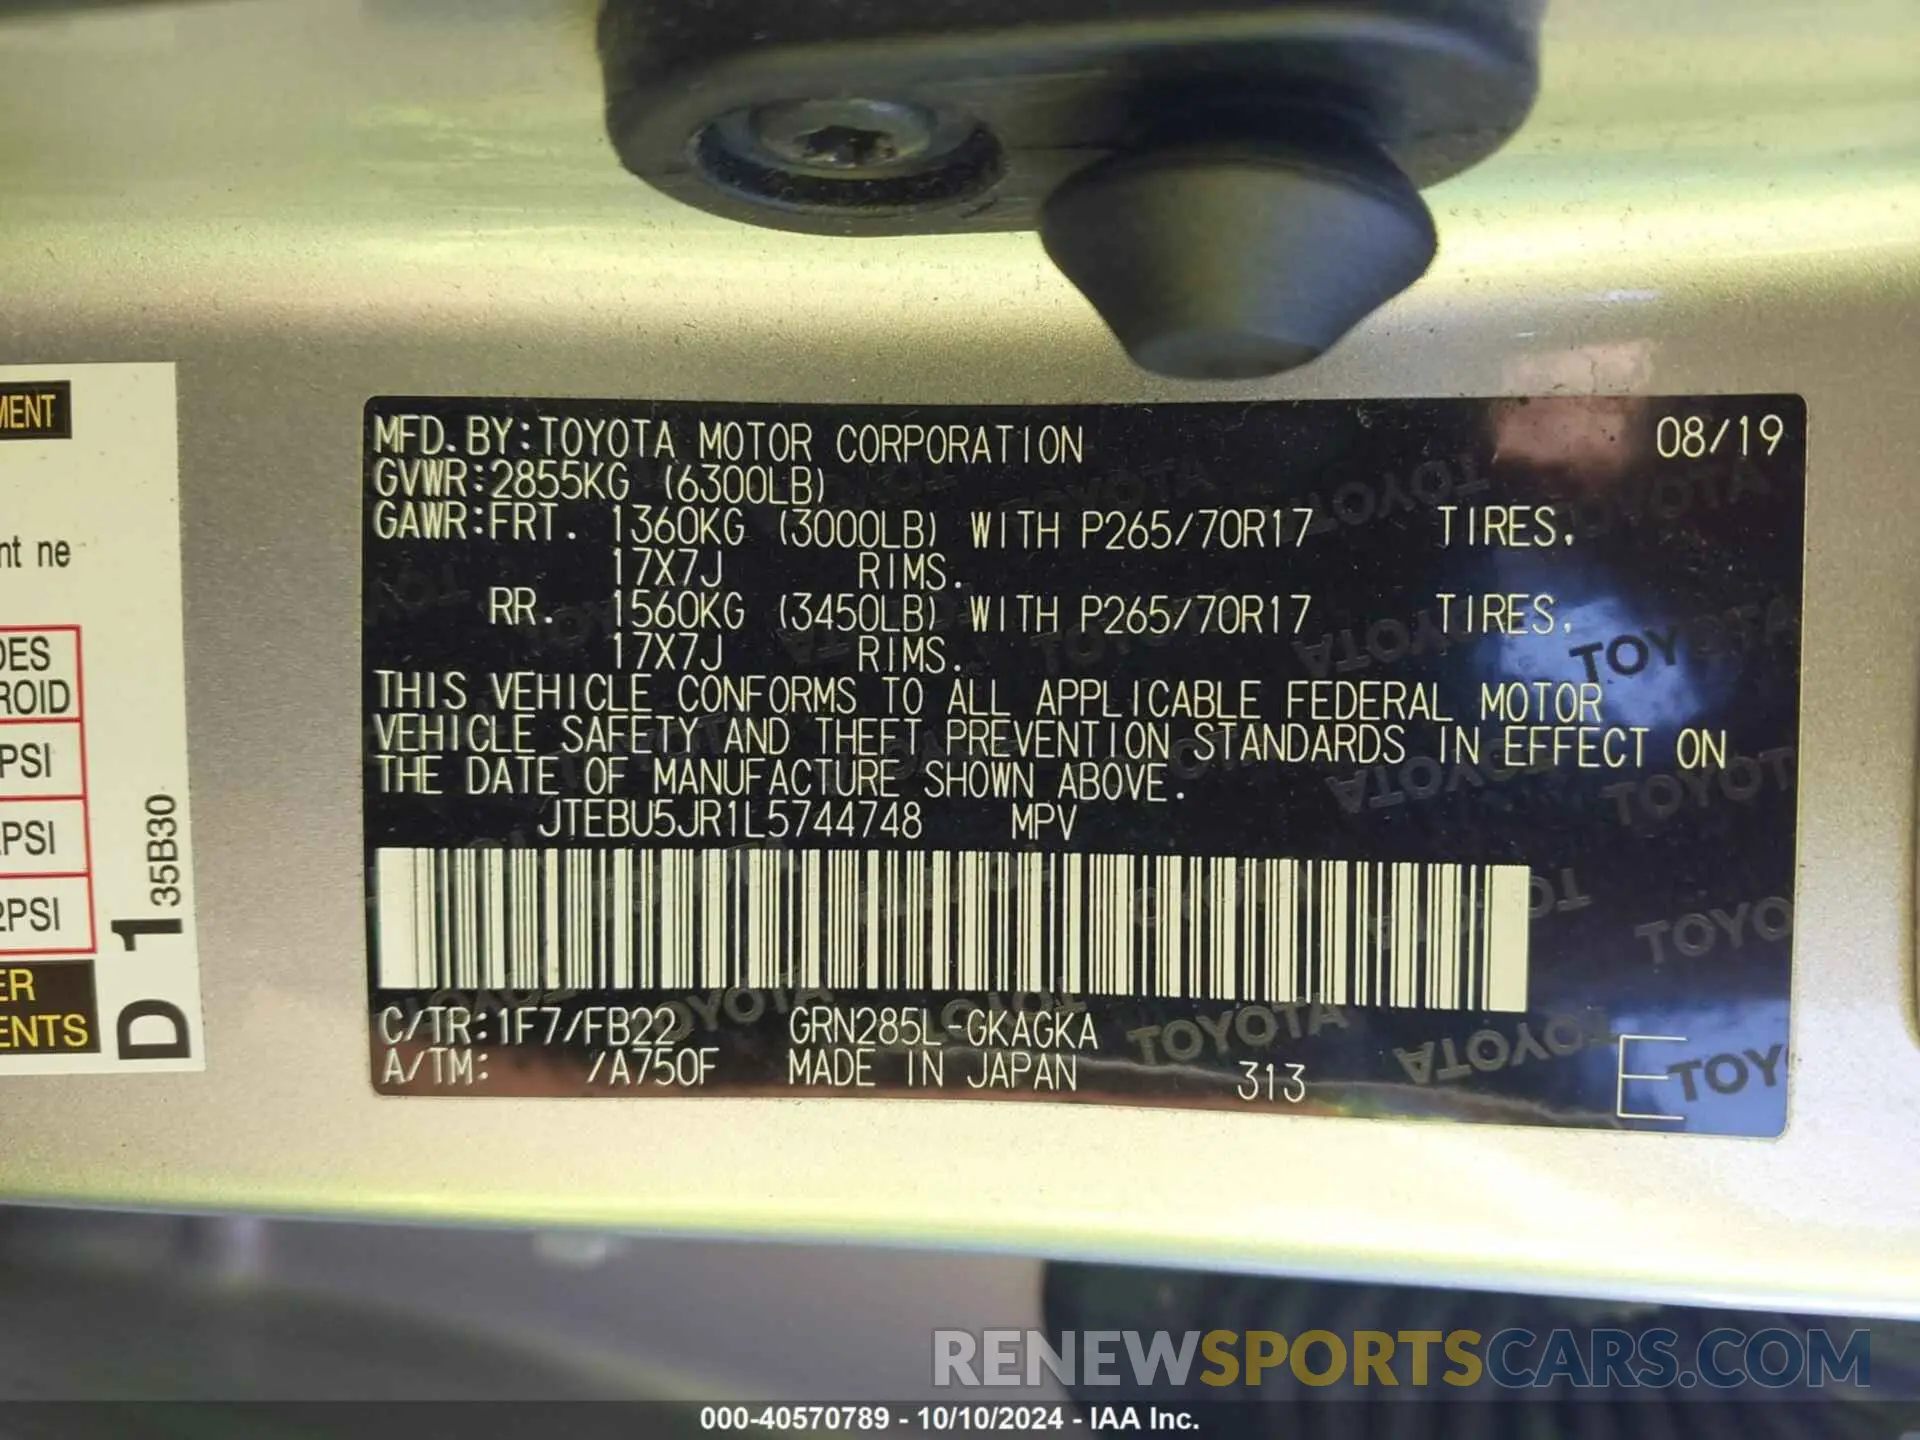 MENT
nt ne
DES
ROID
PSI
PSI
2PSI
ER
ENTS
D 1 35B30
MFD.BY:TOYOTA MOTOR CORPORATION 08/19
GVWR:2855KG (6300LB)
GAWR:FRT. 1360KG (3000LB) WITH P265/70R17 TIRES,
17X7J RIMS.
RR. 1560KG (3450LB) WITH P265/70R17 TIRES,
17X7J RIMS.
THIS VEHICLE CONFORMS TO ALL APPLICABLE FEDERAL MOTOR
VEHICLE SAFETY AND THEFT PREVENTION STANDARDS IN EFFECT ON
THE DATE OF MANUFACTURE SHOWN ABOVE.
JTEBU5JR1L5744748 MPV
C/TR:1F7/FB22 GRN285L-GKAGKA
A/TM: /A750F MADE IN JAPAN 313 E
RENEWSPORTSCARS.COM
000-40570789 - 10/10/2024 - IAA Inc.